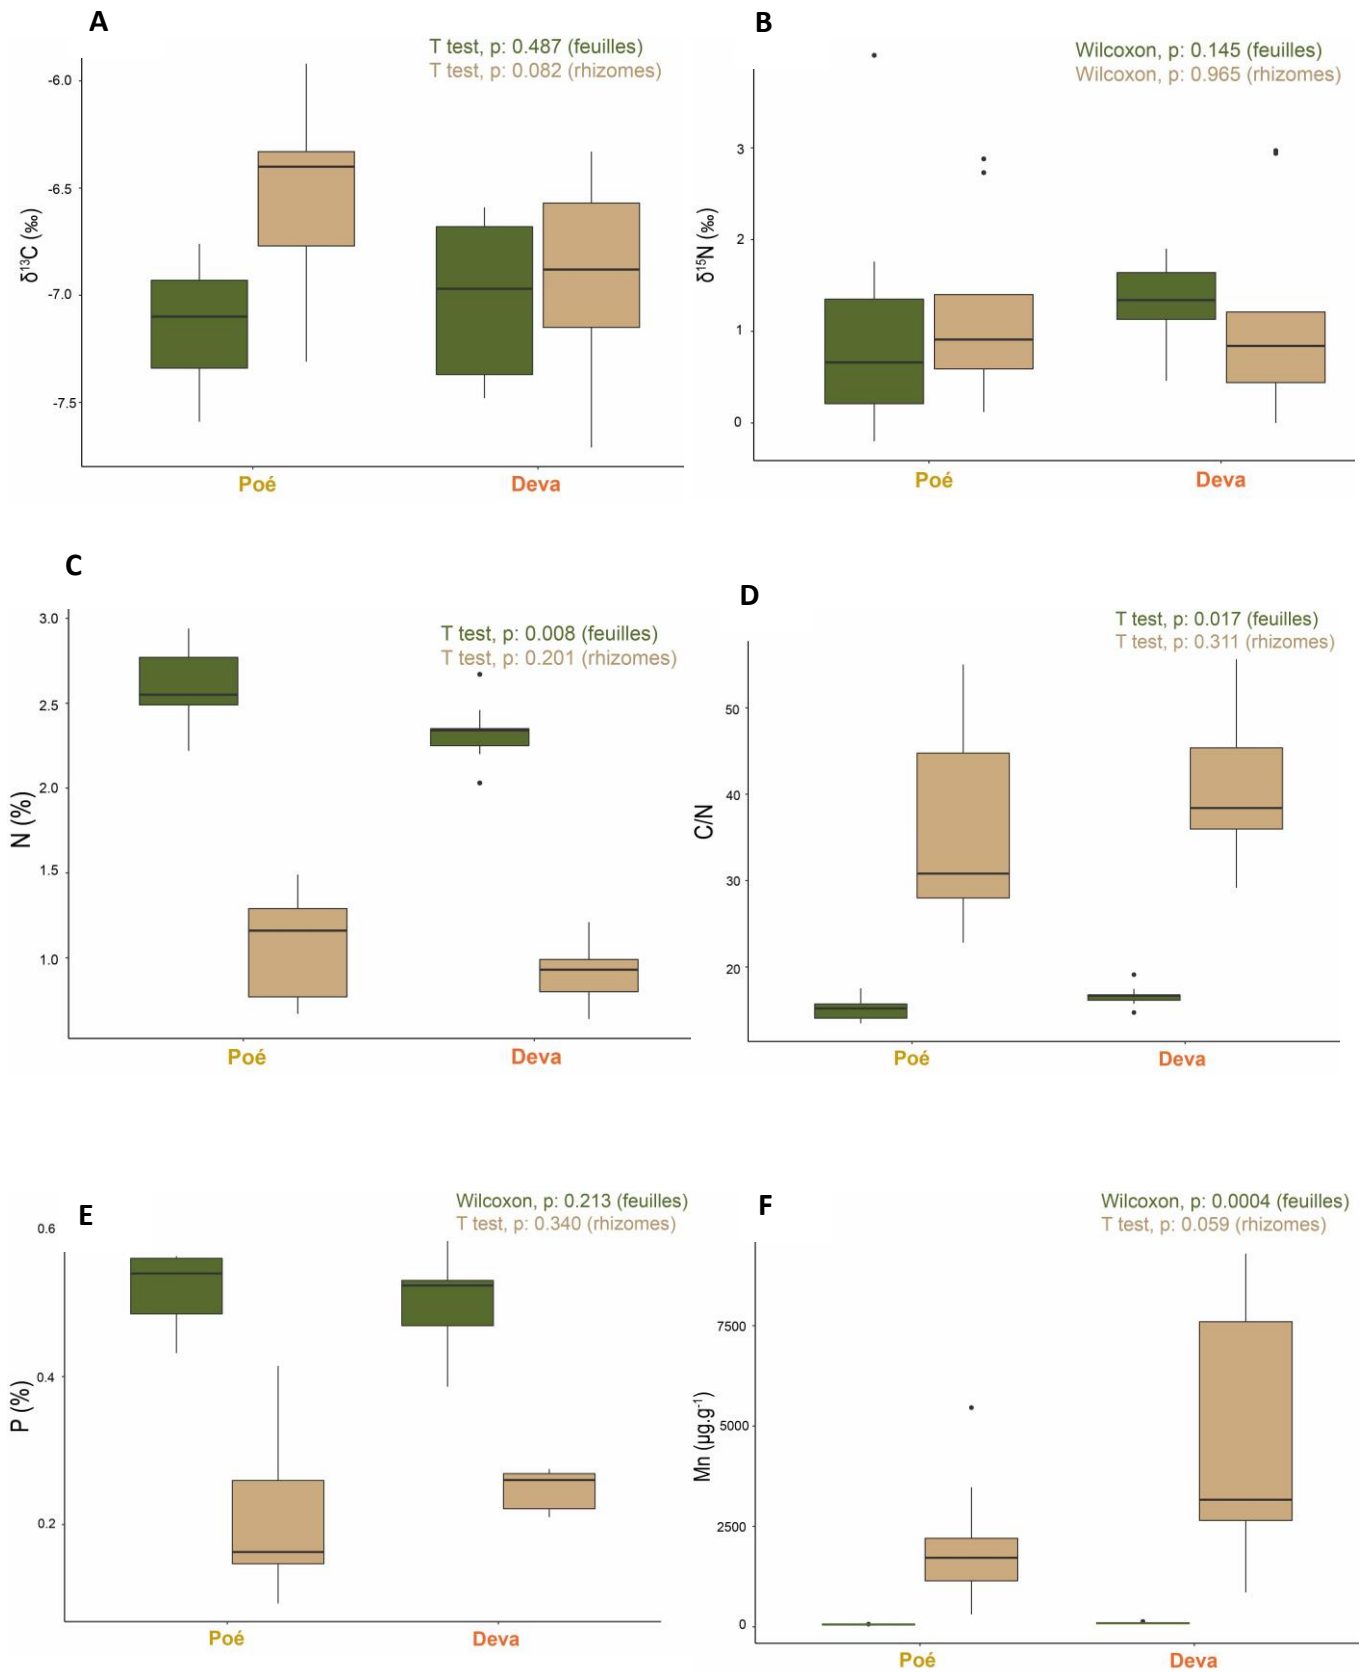 A
T test, p: 0.487 (feuilles)
T test, p: 0.082 (rhizomes)
-6.0
-6.5
-7.0
-7.5
δ¹³C (‰)
Poé
Deva
B
Wilcoxon, p: 0.145 (feuilles)
Wilcoxon, p: 0.965 (rhizomes)
3
2
1
0
δ¹⁵N (‰)
Poé
Deva
C
T test, p: 0.008 (feuilles)
T test, p: 0.201 (rhizomes)
3.0
2.5
2.0
1.5
1.0
N (%)
Poé
Deva
D
T test, p: 0.017 (feuilles)
T test, p: 0.311 (rhizomes)
50
40
30
20
C/N
Poé
Deva
E
Wilcoxon, p: 0.213 (feuilles)
T test, p: 0.340 (rhizomes)
0.6
0.4
0.2
P (%)
Poé
Deva
F
Wilcoxon, p: 0.0004 (feuilles)
T test, p: 0.059 (rhizomes)
7500
5000
2500
0
Mn (µg.g⁻¹)
Poé
Deva